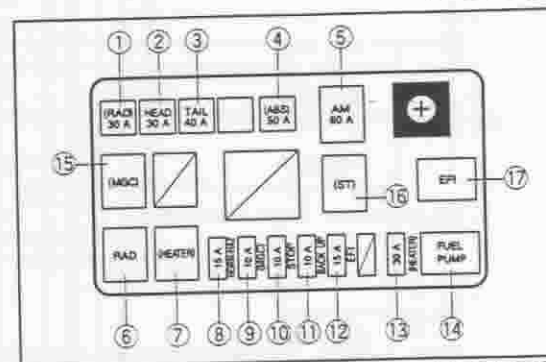 ① ② ③ ④ ⑤
(RAD) 30 A
HEAD 30 A
TAIL 40 A
(ABS) 50 A
AM 60 A
+
⑮ (MGC)
(ST) ⑯
EFI ⑰
RAD
(HEATER)
15 A
10 A (MGC)
10 A STOP
10 A BACK UP
15 A EFI
30 A (HEATER)
FUEL PUMP
⑥ ⑦ ⑧ ⑨ ⑩ ⑪ ⑫ ⑬ ⑭